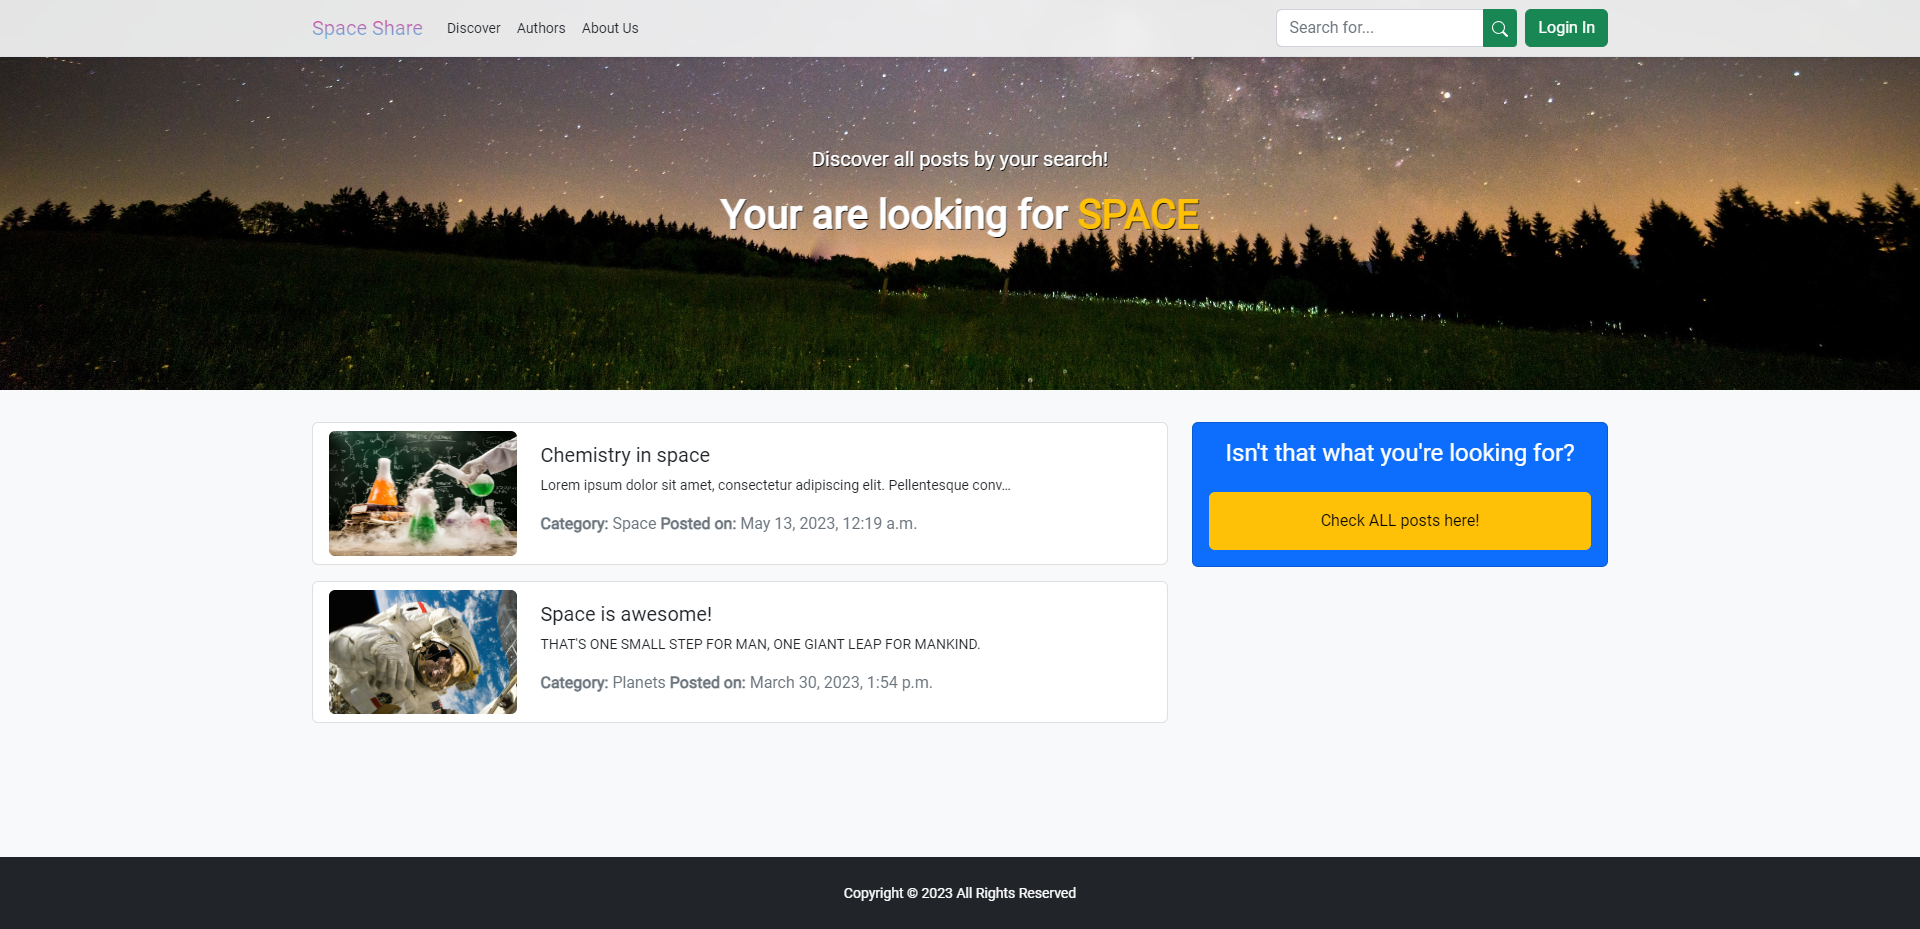 Space Share Discover Authors About Us Search for... Login In
Discover all posts by your search!
Your are looking for SPACE
Chemistry in space
Lorem ipsum dolor sit amet, consectetur adipiscing elit. Pellentesque conv...
Category: Space Posted on: May 13, 2023, 12:19 a.m.
Isn't that what you're looking for?
Check ALL posts here!
Space is awesome!
THAT'S ONE SMALL STEP FOR MAN, ONE GIANT LEAP FOR MANKIND.
Category: Planets Posted on: March 30, 2023, 1:54 p.m.
Copyright © 2023 All Rights Reserved